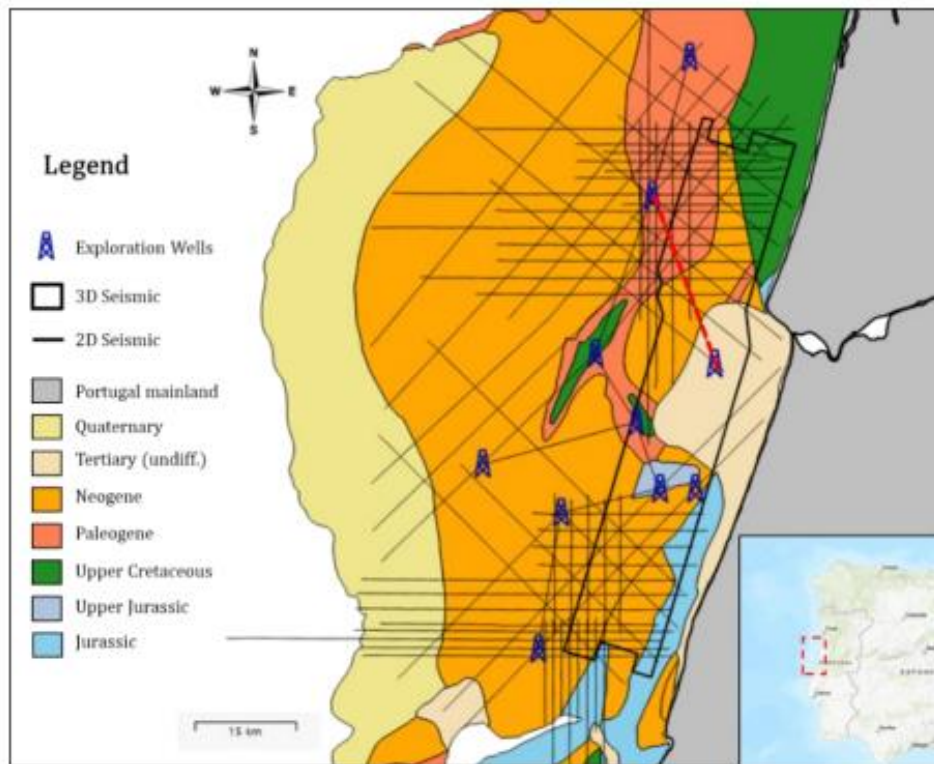 N
W E
S
Legend
Exploration Wells
3D Seismic
2D Seismic
Portugal mainland
Quaternary
Tertiary (undiff.)
Neogene
Paleogene
Upper Cretaceous
Upper Jurassic
Jurassic
15 km